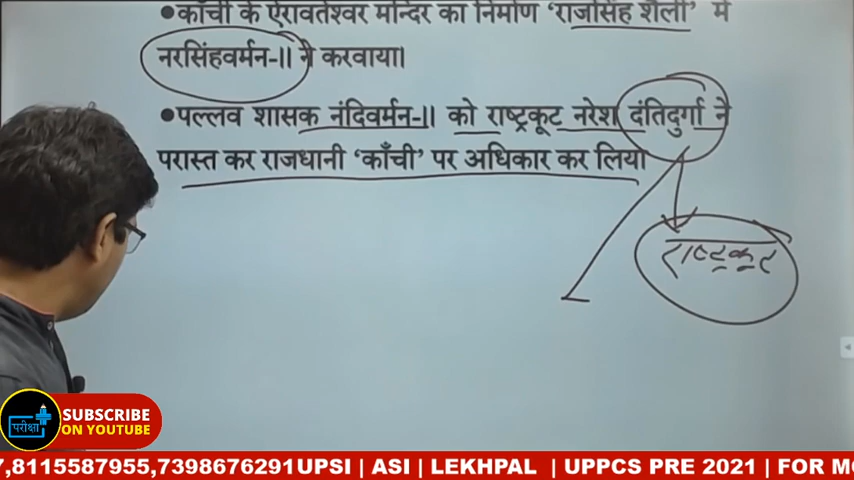 ●काँची के ऐरावतेश्वर मन्दिर का निर्माण ‘राजसिंह शैली’ में
नरसिंहवर्मन-II ने करवाया।
●पल्लव शासक नंदिवर्मन-II को राष्ट्रकूट नरेश दंतिदुर्गा ने
परास्त कर राजधानी ‘काँची’ पर अधिकार कर लिया
राष्ट्रकूट
परीक्षा
SUBSCRIBE
ON YOUTUBE
7,8115587955,7398676291UPSI | ASI | LEKHPAL | UPPCS PRE 2021 | FOR MO